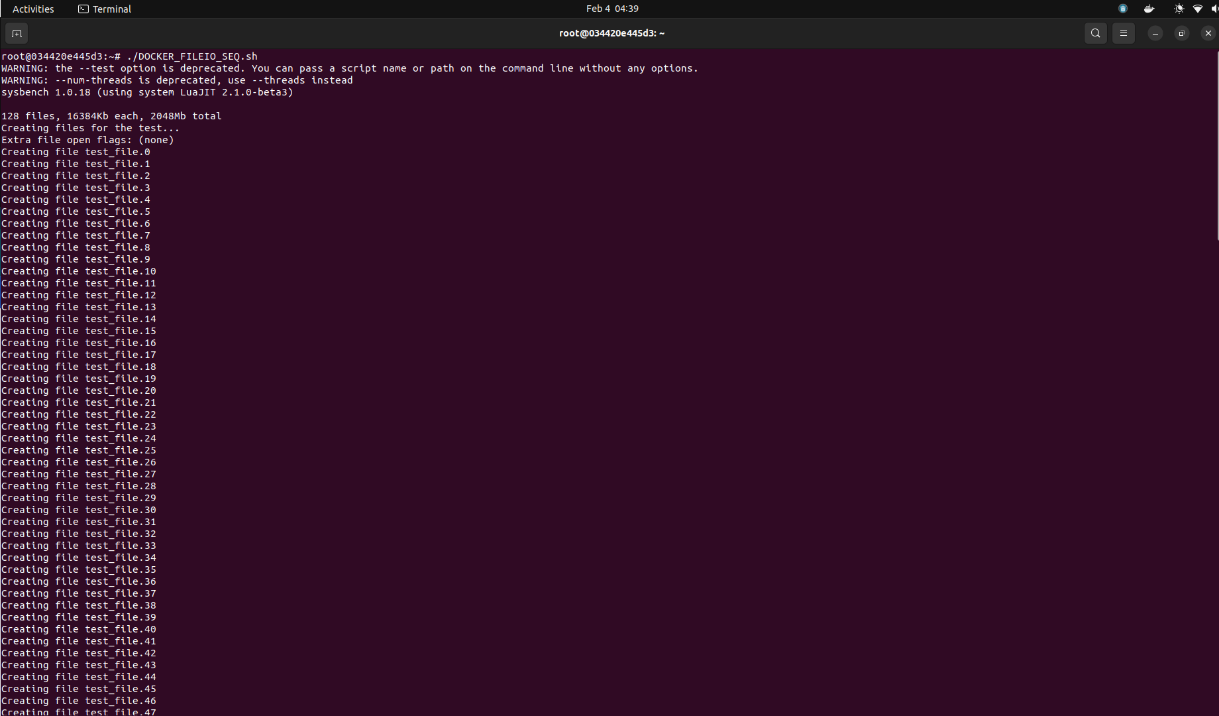 Activities Terminal Feb 4 04:39
root@034420e445d3: ~
root@034420e445d3:~# ./DOCKER_FILEIO_SEQ.sh
WARNING: the --test option is deprecated. You can pass a script name or path on the command line without any options.
WARNING: --num-threads is deprecated, use --threads instead
sysbench 1.0.18 (using system LuaJIT 2.1.0-beta3)
128 files, 16384Kb each, 2048Mb total
Creating files for the test...
Extra file open flags: (none)
Creating file test_file.0
Creating file test_file.1
Creating file test_file.2
Creating file test_file.3
Creating file test_file.4
Creating file test_file.5
Creating file test_file.6
Creating file test_file.7
Creating file test_file.8
Creating file test_file.9
Creating file test_file.10
Creating file test_file.11
Creating file test_file.12
Creating file test_file.13
Creating file test_file.14
Creating file test_file.15
Creating file test_file.16
Creating file test_file.17
Creating file test_file.18
Creating file test_file.19
Creating file test_file.20
Creating file test_file.21
Creating file test_file.22
Creating file test_file.23
Creating file test_file.24
Creating file test_file.25
Creating file test_file.26
Creating file test_file.27
Creating file test_file.28
Creating file test_file.29
Creating file test_file.30
Creating file test_file.31
Creating file test_file.32
Creating file test_file.33
Creating file test_file.34
Creating file test_file.35
Creating file test_file.36
Creating file test_file.37
Creating file test_file.38
Creating file test_file.39
Creating file test_file.40
Creating file test_file.41
Creating file test_file.42
Creating file test_file.43
Creating file test_file.44
Creating file test_file.45
Creating file test_file.46
Creating file test_file.47